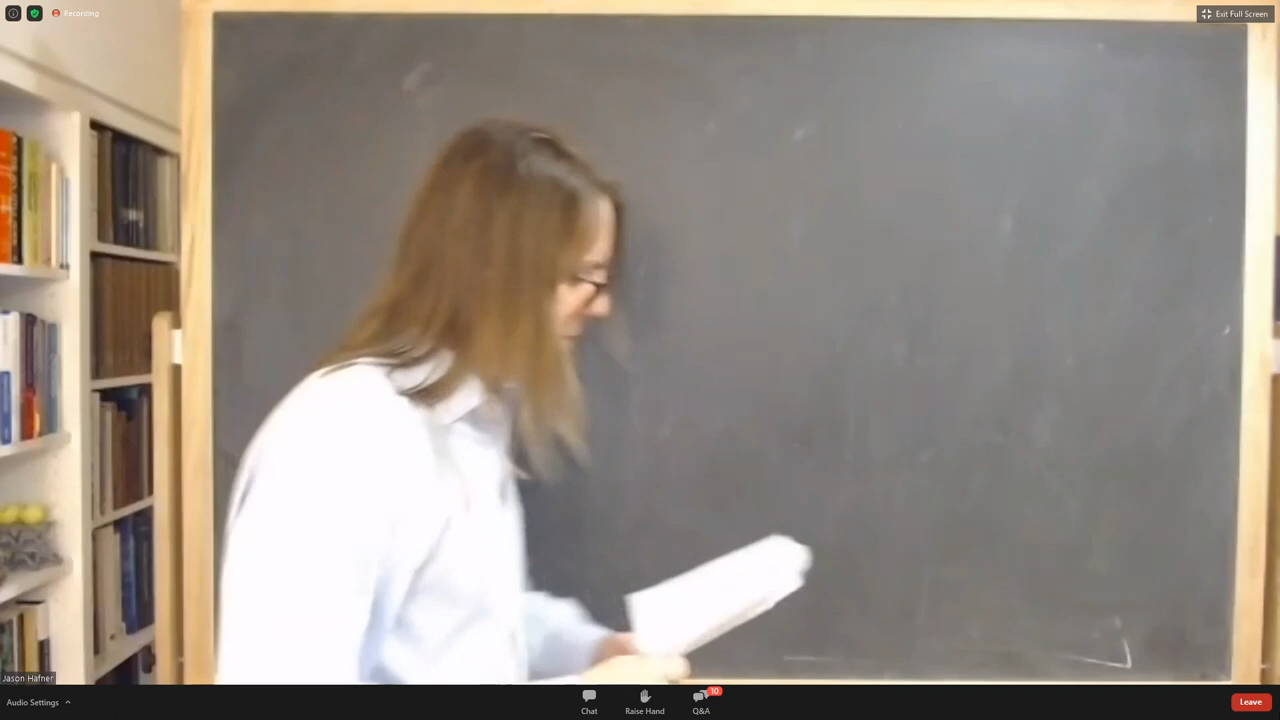 Recording
Exit Full Screen
Jason Hafner
Audio Settings
Chat
Raise Hand
10
Q&A
Leave